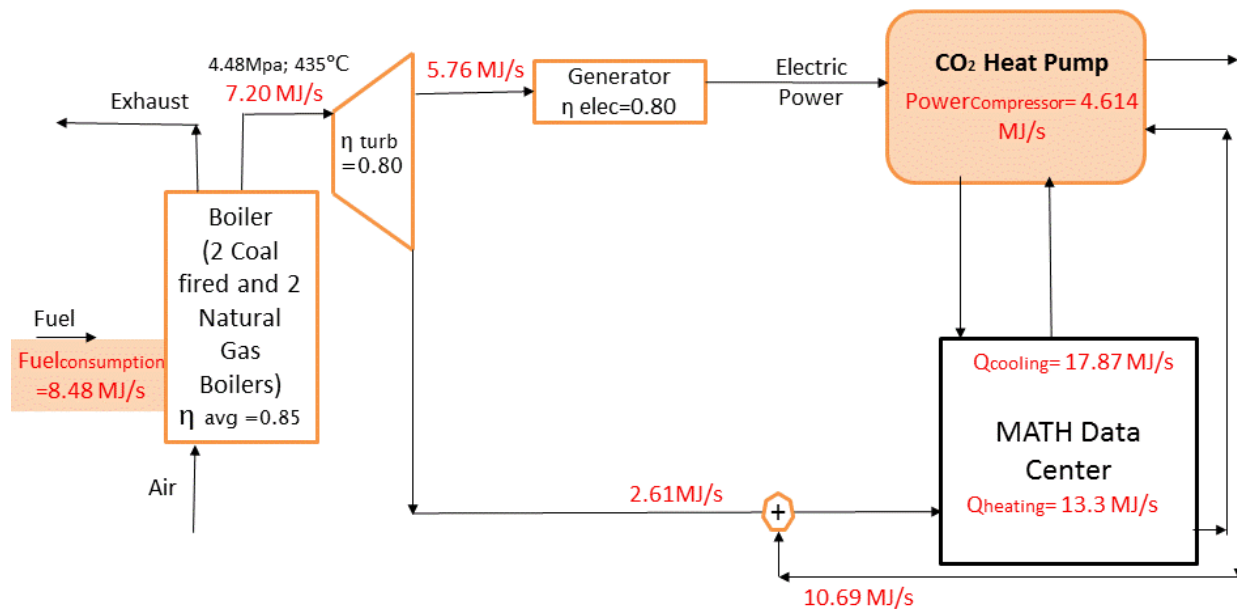 4.48Mpa; 435°C
7.20 MJ/s
5.76 MJ/s
Exhaust
η turb
=0.80
Generator
η elec=0.80
Electric
Power
CO₂ Heat Pump
PowerCompressor= 4.614
MJ/s
Boiler
(2 Coal
fired and 2
Natural
Gas
Boilers)
η avg =0.85
Fuel
Fuelconsumption
=8.48 MJ/s
Air
2.61MJ/s
+
10.69 MJ/s
Qcooling= 17.87 MJ/s
MATH Data
Center
Qheating= 13.3 MJ/s